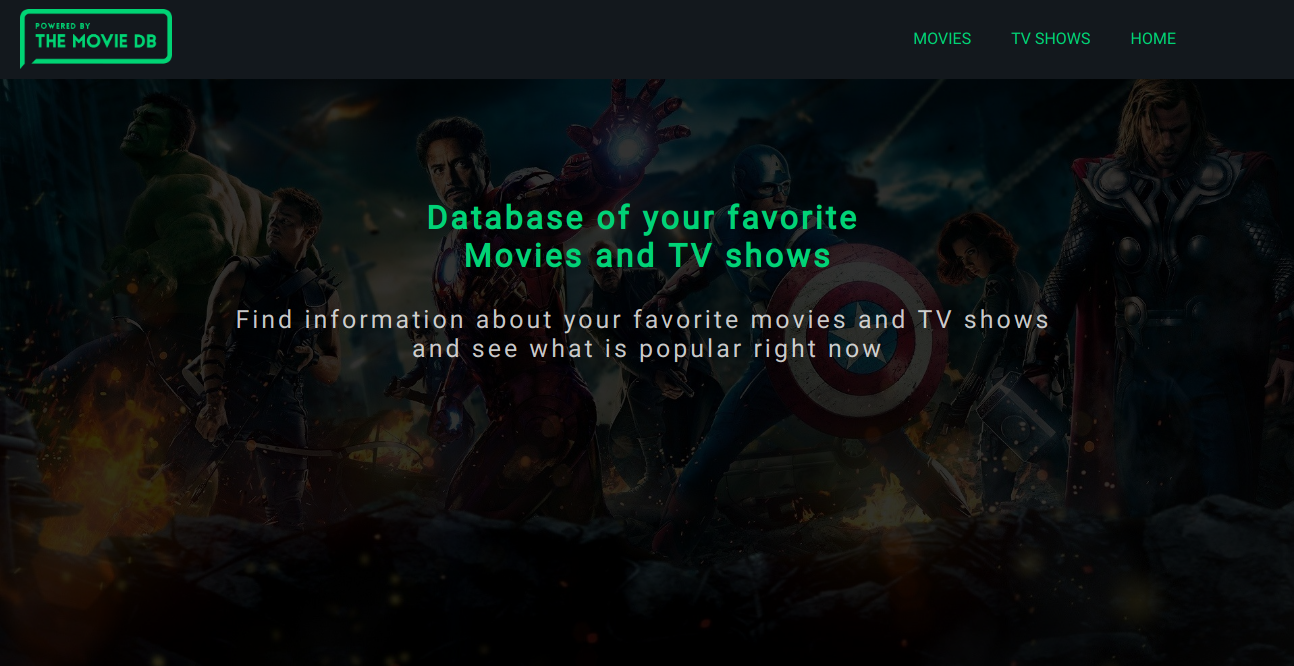 POWERED BY
THE MOVIE DB
MOVIES TV SHOWS HOME
Database of your favorite
Movies and TV shows
Find information about your favorite movies and TV shows
and see what is popular right now